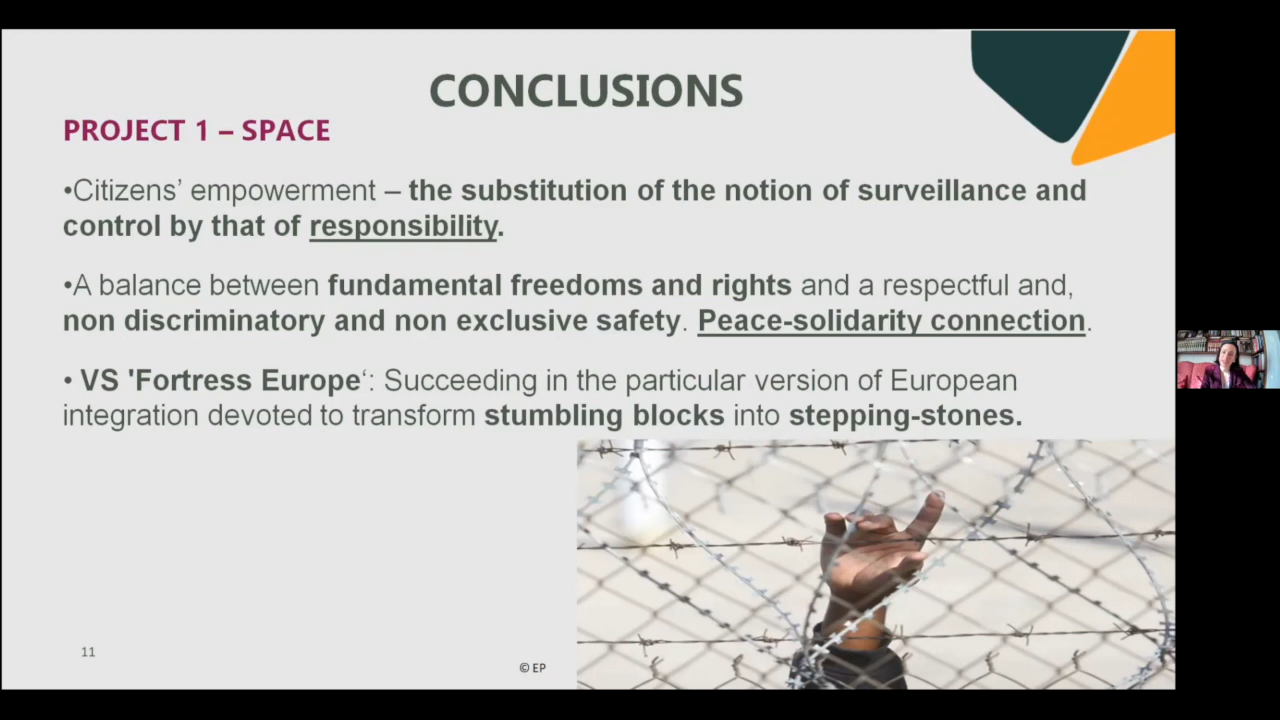 CONCLUSIONS
PROJECT 1 – SPACE
•Citizens’ empowerment – the substitution of the notion of surveillance and
control by that of responsibility.
•A balance between fundamental freedoms and rights and a respectful and,
non discriminatory and non exclusive safety. Peace-solidarity connection.
• VS 'Fortress Europe‘: Succeeding in the particular version of European
integration devoted to transform stumbling blocks into stepping-stones.
11
© EP